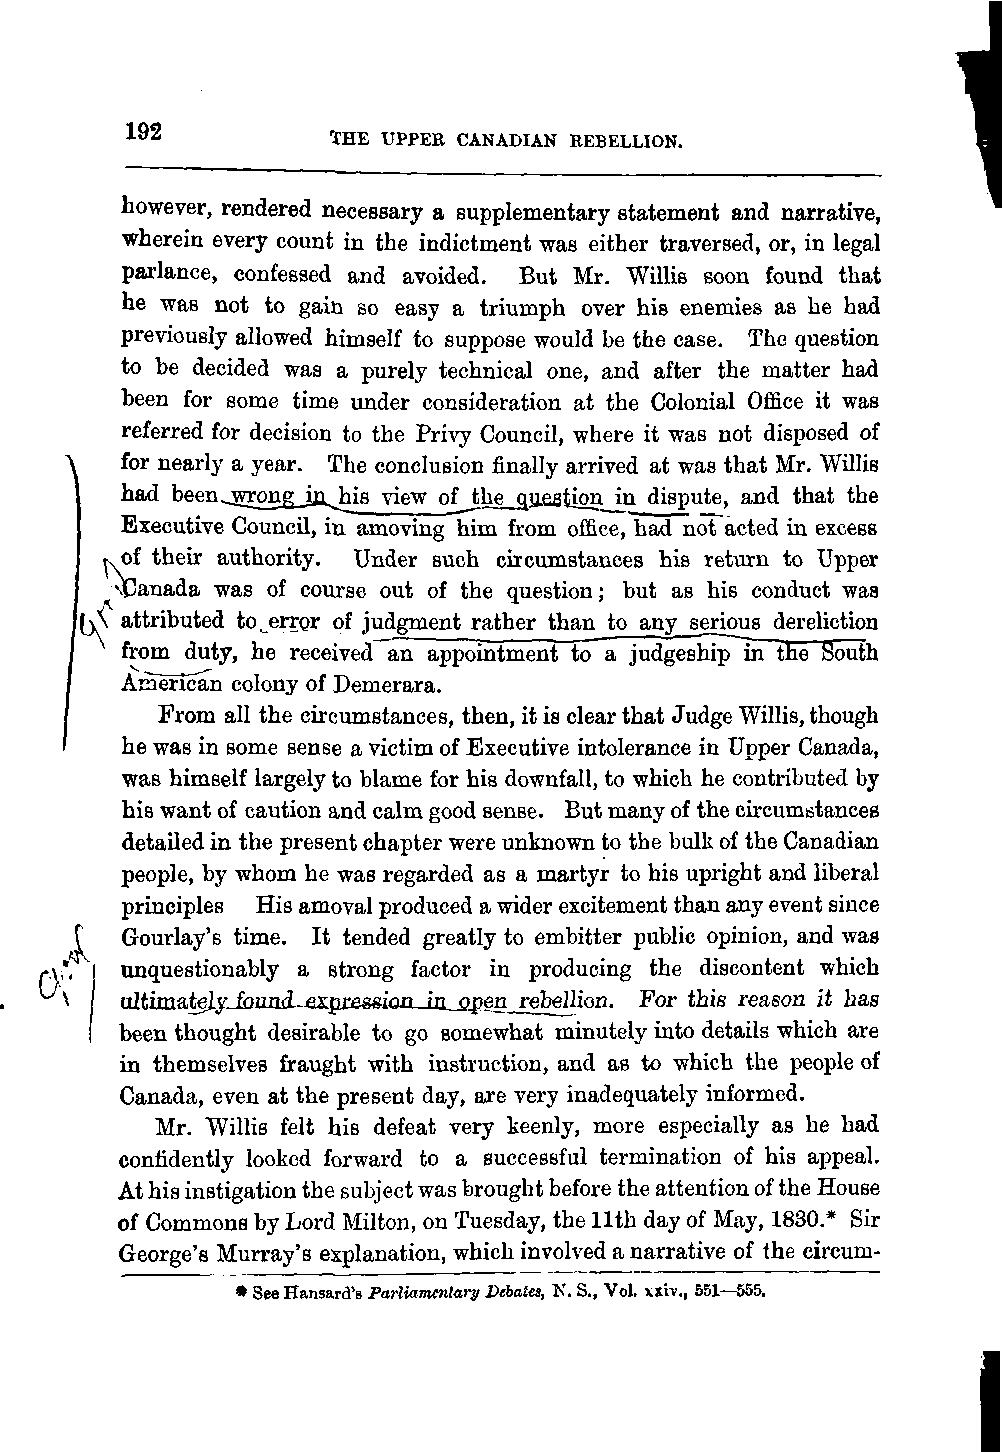 192
THE UPPER CANADIAN REBELLION.
however, rendered necessary a supplementary statement and narrative,
wherein every count in the indictment was either traversed, or, in legal
parlance, confessed and avoided. But Mr. Willis soon found that
he was not to gain so easy a triumph over his enemies as he had
previously allowed himself to suppose would be the case. The question
to be decided was a purely technical one, and after the matter had
been for some time under consideration at the Colonial Office it was
referred for decision to the Privy Council, where it was not disposed of
for nearly a year. The conclusion finally arrived at was that Mr. Willis
had been wrong in his view of the question in dispute, and that the
Executive Council, in amoving him from office, had not acted in excess
of their authority. Under such circumstances his return to Upper
Canada was of course out of the question; but as his conduct was
attributed to error of judgment rather than to any serious dereliction
from duty, he received an appointment to a judgeship in the South
American colony of Demerara.
From all the circumstances, then, it is clear that Judge Willis, though
he was in some sense a victim of Executive intolerance in Upper Canada,
was himself largely to blame for his downfall, to which he contributed by
his want of caution and calm good sense. But many of the circumstances
detailed in the present chapter were unknown to the bulk of the Canadian
people, by whom he was regarded as a martyr to his upright and liberal
principles His amoval produced a wider excitement than any event since
Gourlay's time. It tended greatly to embitter public opinion, and was
unquestionably a strong factor in producing the discontent which
ultimately found expression in open rebellion. For this reason it has
been thought desirable to go somewhat minutely into details which are
in themselves fraught with instruction, and as to which the people of
Canada, even at the present day, are very inadequately informed.
Mr. Willis felt his defeat very keenly, more especially as he had
confidently looked forward to a successful termination of his appeal.
At his instigation the subject was brought before the attention of the House
of Commons by Lord Milton, on Tuesday, the 11th day of May, 1830.* Sir
George's Murray's explanation, which involved a narrative of the circum-
* See Hansard's Parliamentary Debates, N. S., Vol. xxiv., 551—555.